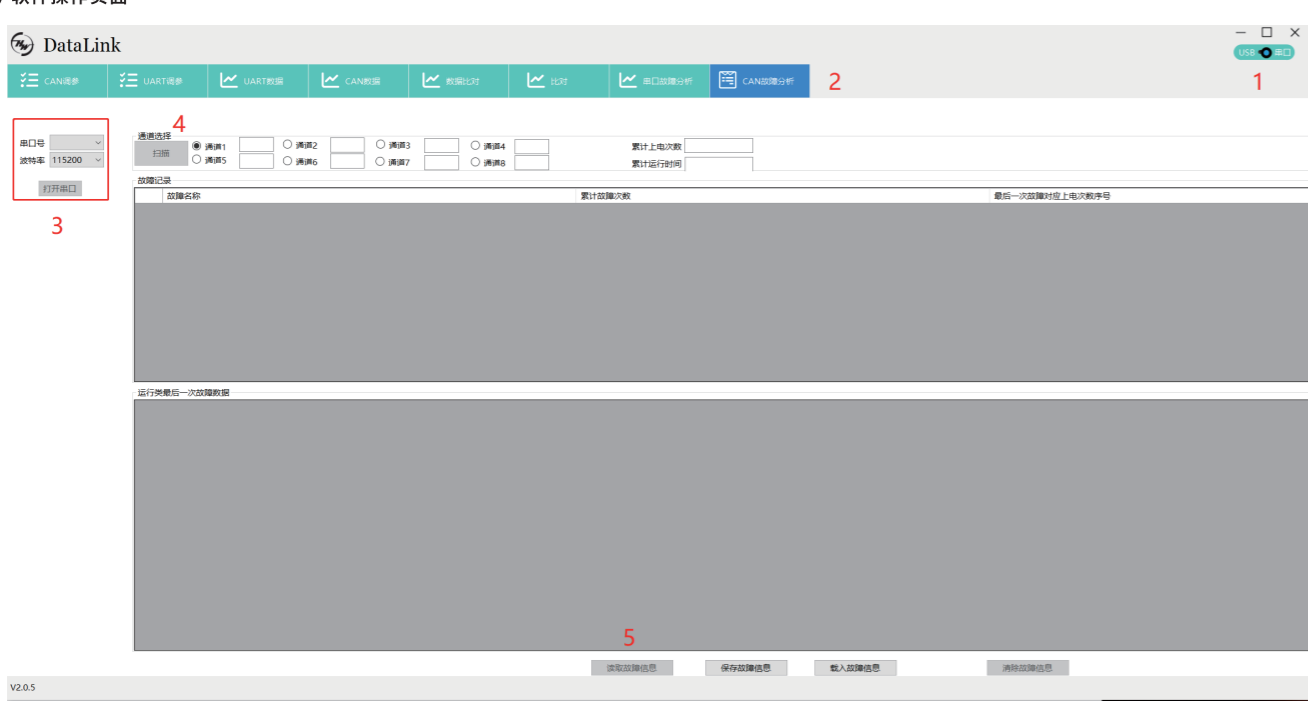 软件操作页面
DataLink
USB 串口
CAN调参 UART调参 UART数据 CAN数据 数据比对 比对 串口故障分析 CAN故障分析 2 1
4
通道选择
串口号
波特率 115200
打开串口
3
扫描 通道1 通道2 通道3 通道4
通道5 通道6 通道7 通道8
累计上电次数
累计运行时间
故障记录
故障名称 累计故障次数 最后一次故障对应上电次数序号
运行类最后一次故障数据
5
读取故障信息 保存故障信息 载入故障信息 清除故障信息
V2.0.5